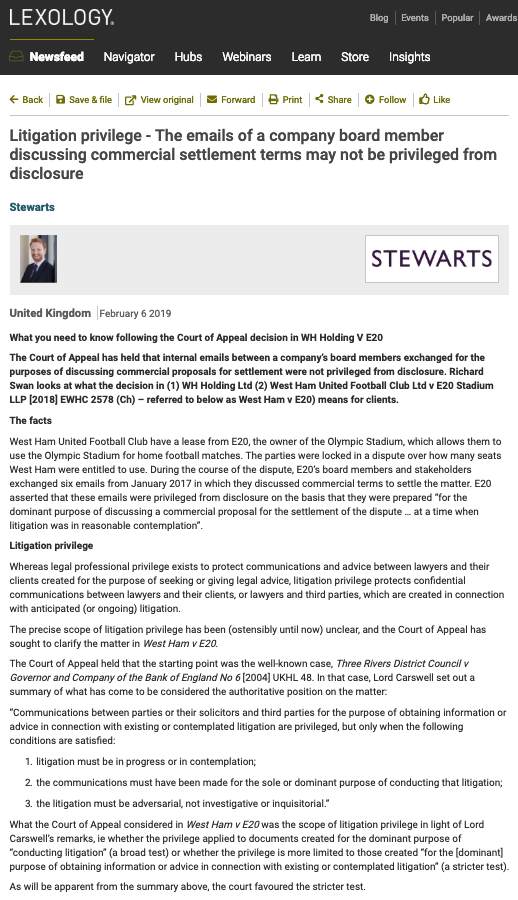 LEXOLOGY.
Blog Events Popular Awards
Newsfeed Navigator Hubs Webinars Learn Store Insights
Back Save & file View original Forward Print Share Follow Like
Litigation privilege - The emails of a company board member
discussing commercial settlement terms may not be privileged from
disclosure
Stewarts
STEWARTS
United Kingdom February 6 2019
What you need to know following the Court of Appeal decision in WH Holding V E20
The Court of Appeal has held that internal emails between a company's board members exchanged for the
purposes of discussing commercial proposals for settlement were not privileged from disclosure. Richard
Swan looks at what the decision in (1) WH Holding Ltd (2) West Ham United Football Club Ltd v E20 Stadium
LLP [2018] EWHC 2578 (Ch) – referred to below as West Ham v E20) means for clients.
The facts
West Ham United Football Club have a lease from E20, the owner of the Olympic Stadium, which allows them to
use the Olympic Stadium for home football matches. The parties were locked in a dispute over how many seats
West Ham were entitled to use. During the course of the dispute, E20's board members and stakeholders
exchanged six emails from January 2017 in which they discussed commercial terms to settle the matter. E20
asserted that these emails were privileged from disclosure on the basis that they were prepared "for the
dominant purpose of discussing a commercial proposal for the settlement of the dispute … at a time when
litigation was in reasonable contemplation".
Litigation privilege
Whereas legal professional privilege exists to protect communications and advice between lawyers and their
clients created for the purpose of seeking or giving legal advice, litigation privilege protects confidential
communications between lawyers and their clients, or lawyers and third parties, which are created in connection
with anticipated (or ongoing) litigation.
The precise scope of litigation privilege has been (ostensibly until now) unclear, and the Court of Appeal has
sought to clarify the matter in West Ham v E20.
The Court of Appeal held that the starting point was the well-known case, Three Rivers District Council v
Governor and Company of the Bank of England No 6 [2004] UKHL 48. In that case, Lord Carswell set out a
summary of what has come to be considered the authoritative position on the matter:
"Communications between parties or their solicitors and third parties for the purpose of obtaining information or
advice in connection with existing or contemplated litigation are privileged, but only when the following
conditions are satisfied:
1. litigation must be in progress or in contemplation;
2. the communications must have been made for the sole or dominant purpose of conducting that litigation;
3. the litigation must be adversarial, not investigative or inquisitorial."
What the Court of Appeal considered in West Ham v E20 was the scope of litigation privilege in light of Lord
Carswell's remarks, ie whether the privilege applied to documents created for the dominant purpose of
"conducting litigation" (a broad test) or whether the privilege is more limited to those created "for the [dominant]
purpose of obtaining information or advice in connection with existing or contemplated litigation" (a stricter test).
As will be apparent from the summary above, the court favoured the stricter test.